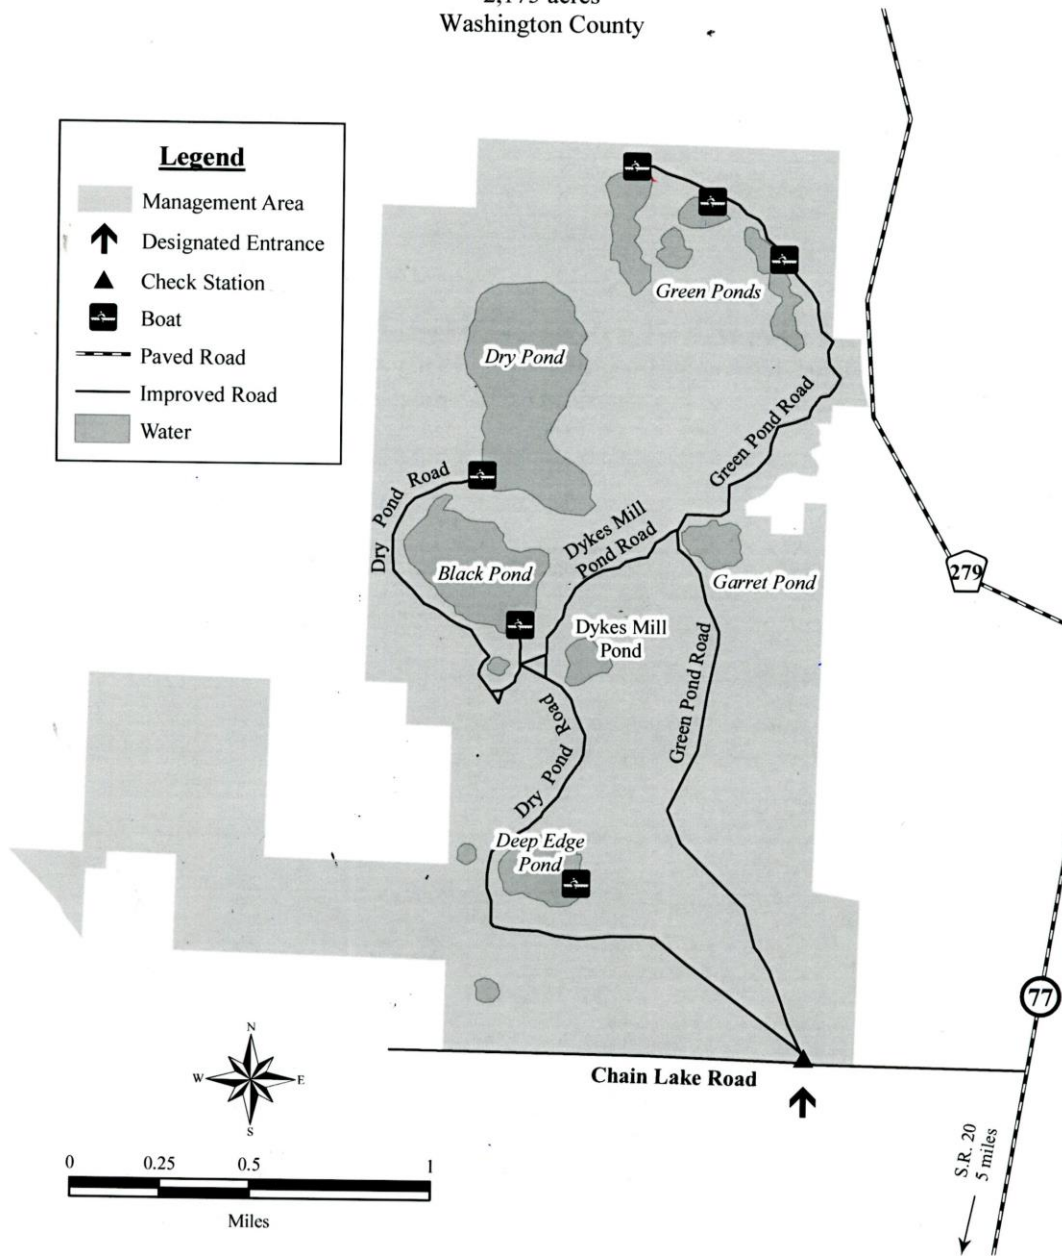 2,175 acres
Washington County
Legend
Management Area
Designated Entrance
Check Station
Boat
Paved Road
Improved Road
Water
Green Ponds
Dry Pond
Green Pond Road
Dry Pond Road
Dykes Mill
Pond Road
Black Pond
Garret Pond
279
Dykes Mill
Pond
Green Pond Road
Dry Pond Road
Deep Edge
Pond
77
N
W E
S
Chain Lake Road
S.R. 20
5 miles
0 0.25 0.5 1
Miles